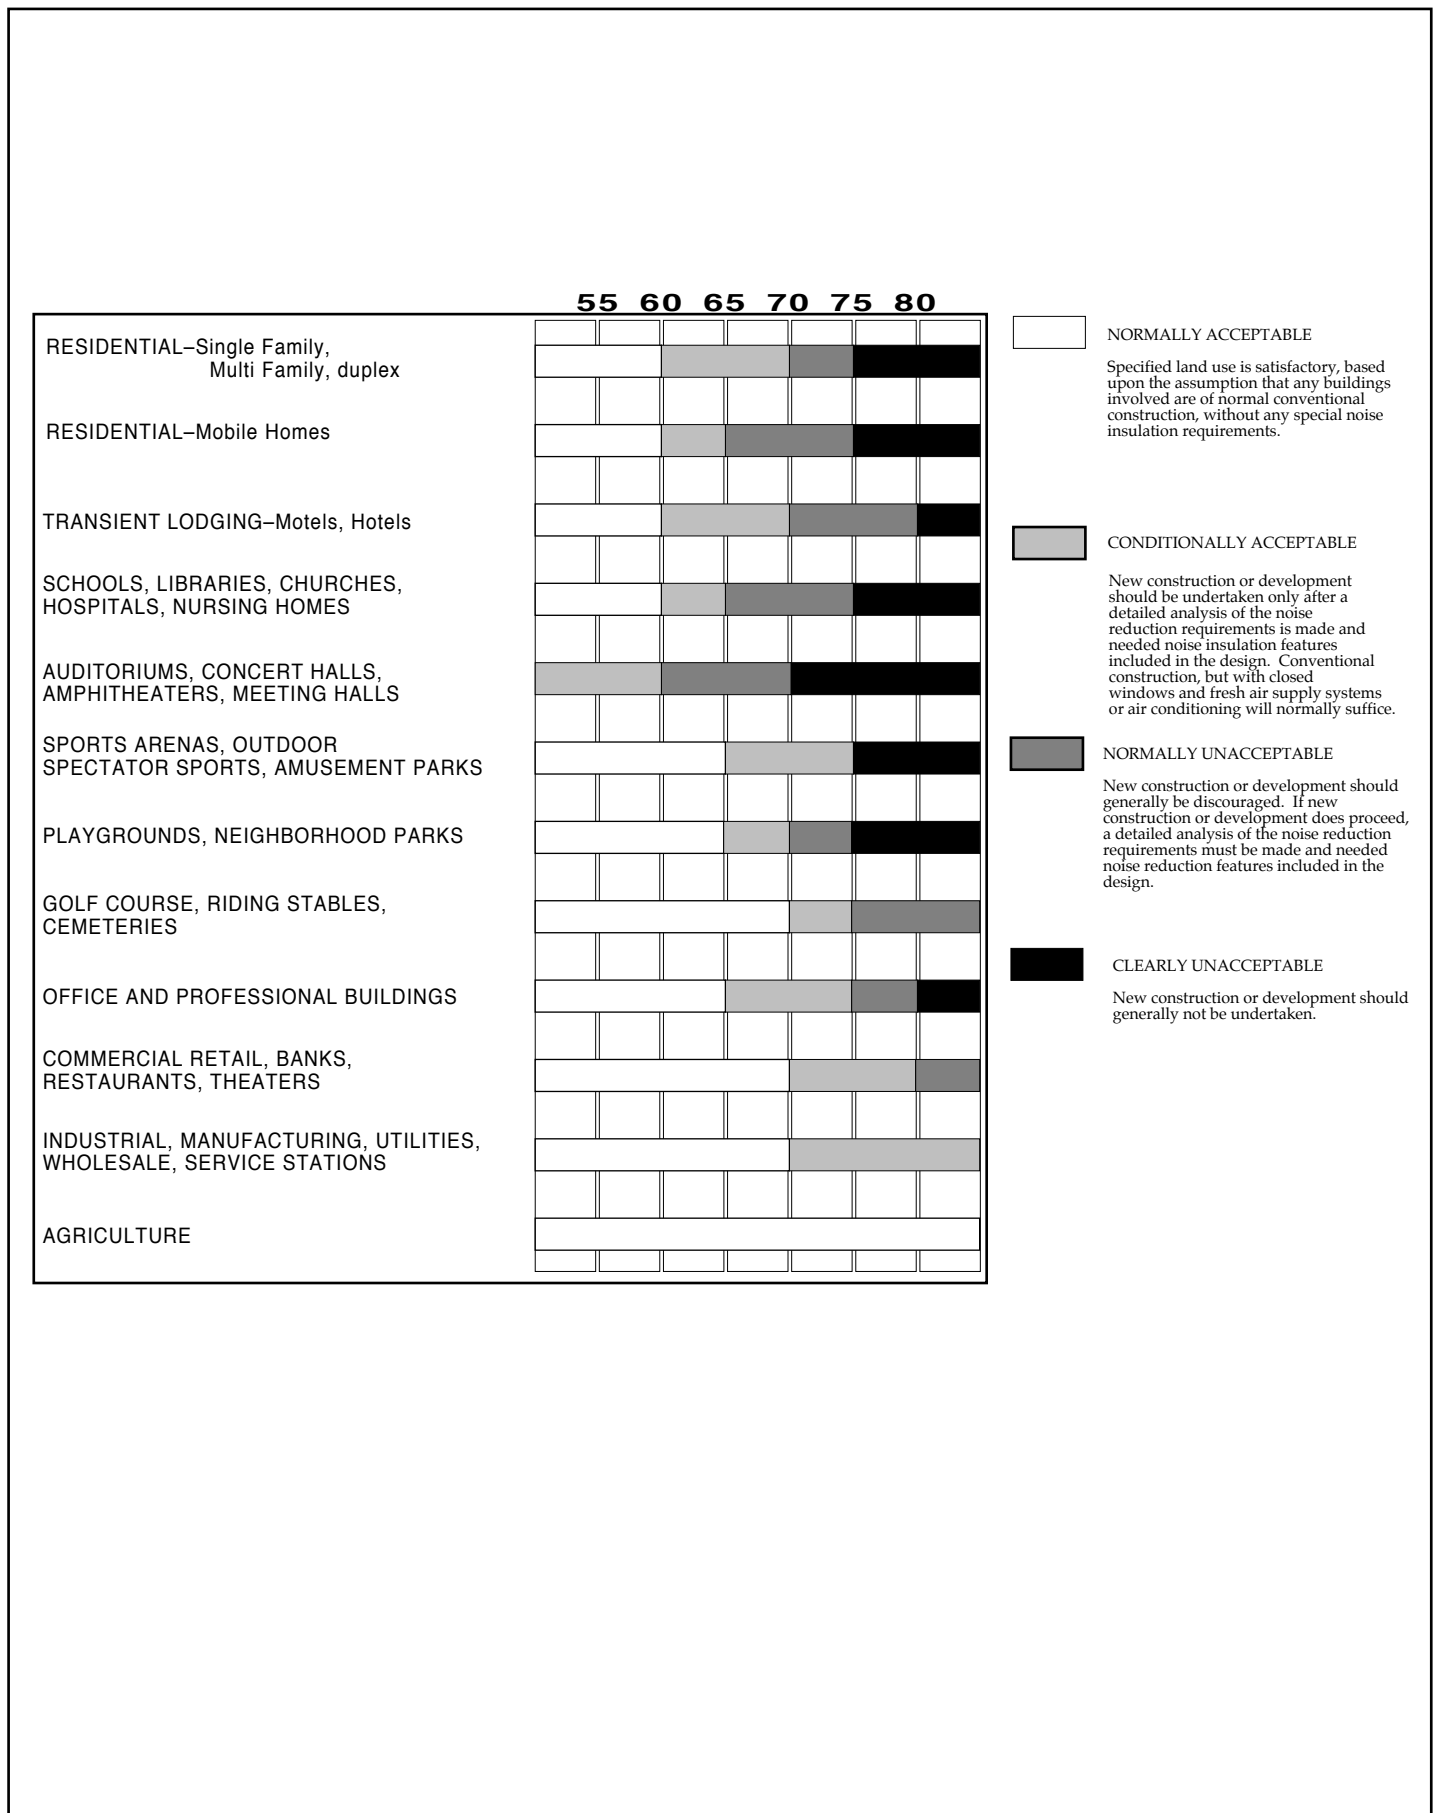 55 60 65 70 75 80
RESIDENTIAL–Single Family,
Multi Family, duplex
RESIDENTIAL–Mobile Homes
TRANSIENT LODGING–Motels, Hotels
SCHOOLS, LIBRARIES, CHURCHES,
HOSPITALS, NURSING HOMES
AUDITORIUMS, CONCERT HALLS,
AMPHITHEATERS, MEETING HALLS
SPORTS ARENAS, OUTDOOR
SPECTATOR SPORTS, AMUSEMENT PARKS
PLAYGROUNDS, NEIGHBORHOOD PARKS
GOLF COURSE, RIDING STABLES,
CEMETERIES
OFFICE AND PROFESSIONAL BUILDINGS
COMMERCIAL RETAIL, BANKS,
RESTAURANTS, THEATERS
INDUSTRIAL, MANUFACTURING, UTILITIES,
WHOLESALE, SERVICE STATIONS
AGRICULTURE
NORMALLY ACCEPTABLE
Specified land use is satisfactory, based
upon the assumption that any buildings
involved are of normal conventional
construction, without any special noise
insulation requirements.
CONDITIONALLY ACCEPTABLE
New construction or development
should be undertaken only after a
detailed analysis of the noise
reduction requirements is made and
needed noise insulation features
included in the design.  Conventional
construction, but with closed
windows and fresh air supply systems
or air conditioning will normally suffice.
NORMALLY UNACCEPTABLE
New construction or development should
generally be discouraged.  If new
construction or development does proceed,
a detailed analysis of the noise reduction
requirements must be made and needed
noise reduction features included in the
design.
CLEARLY UNACCEPTABLE
New construction or development should
generally not be undertaken.